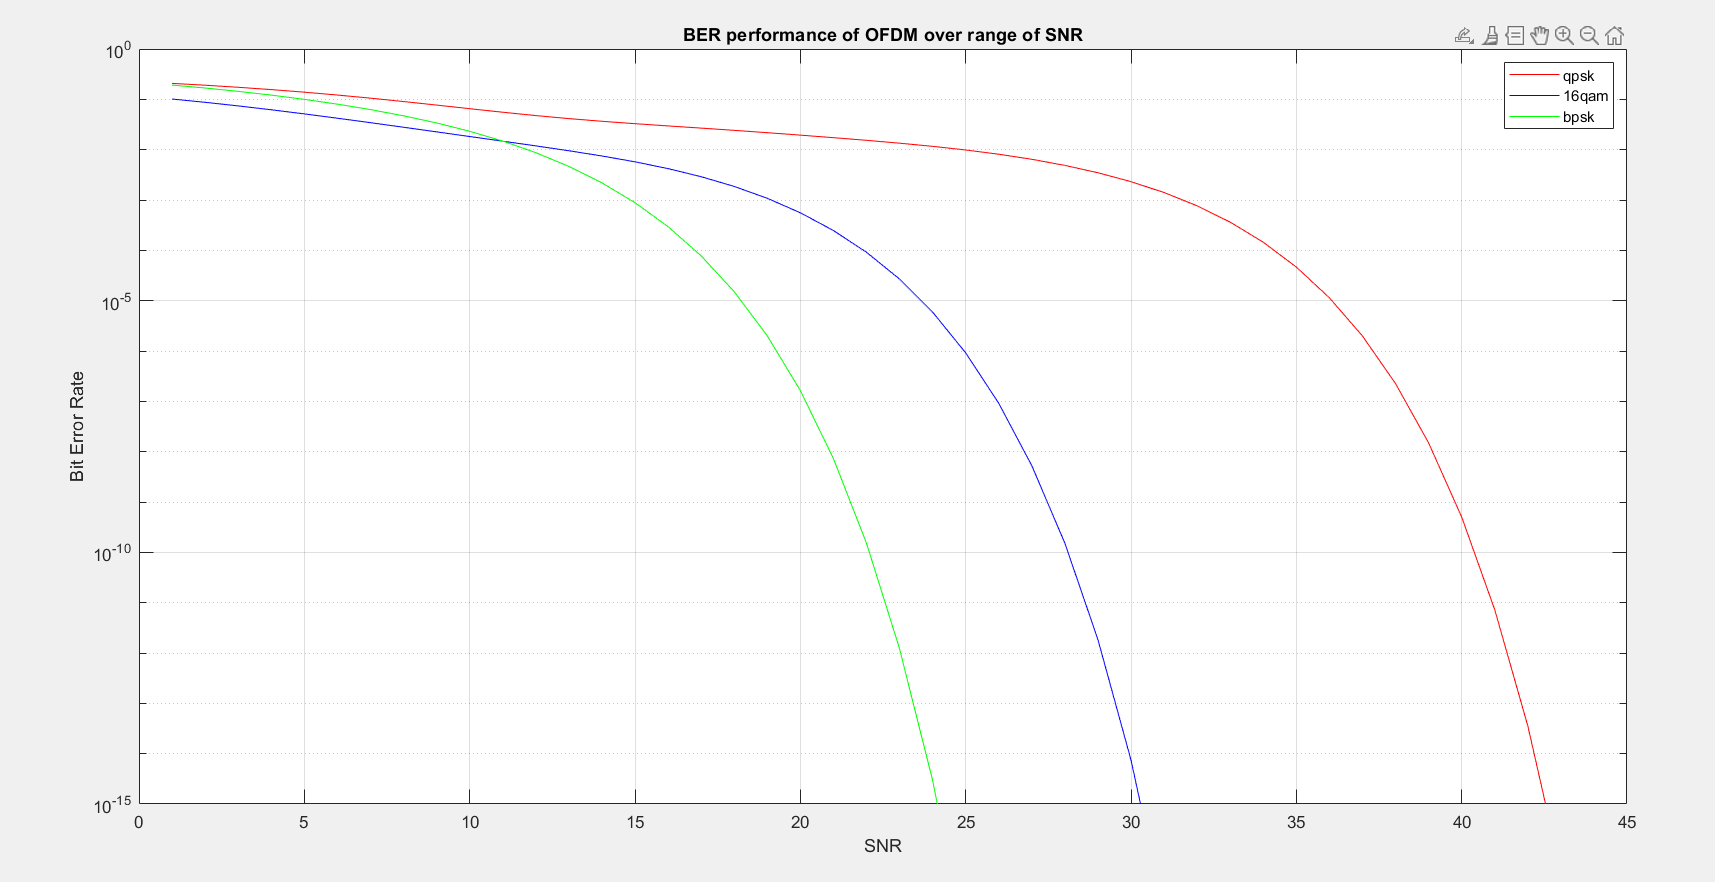 BER performance of OFDM over range of SNR
qpsk
16qam
bpsk
10^0
10^-5
10^-10
10^-15
Bit Error Rate
0 5 10 15 20 25 30 35 40 45
SNR